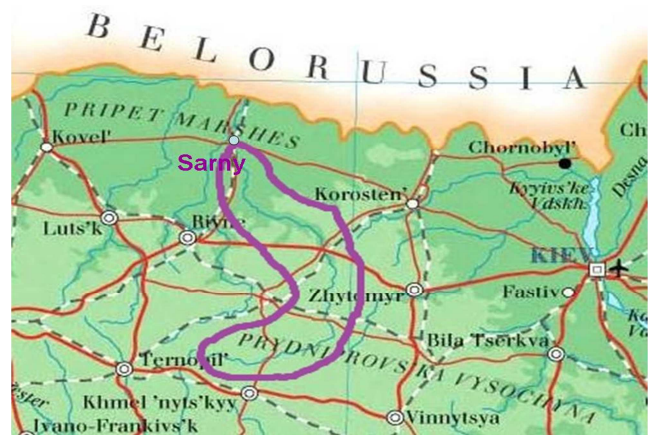 BELORUSSIA
PRIPET MARSHES
Kovel'
Chornobyl'
Ch
Sarny
Korosten'
Kyyivs'ke
Vdskh.
Desna
Luts'k
Rivne
KIEV
Zhytomyr
Fastiv
Ka
Bila Tserkva
Ternopil'
PRYDNIPROVS'KA VYSOCHYNA
Khmel 'nyts'kyy
Vinnytsya
Ivano-Frankivs'k